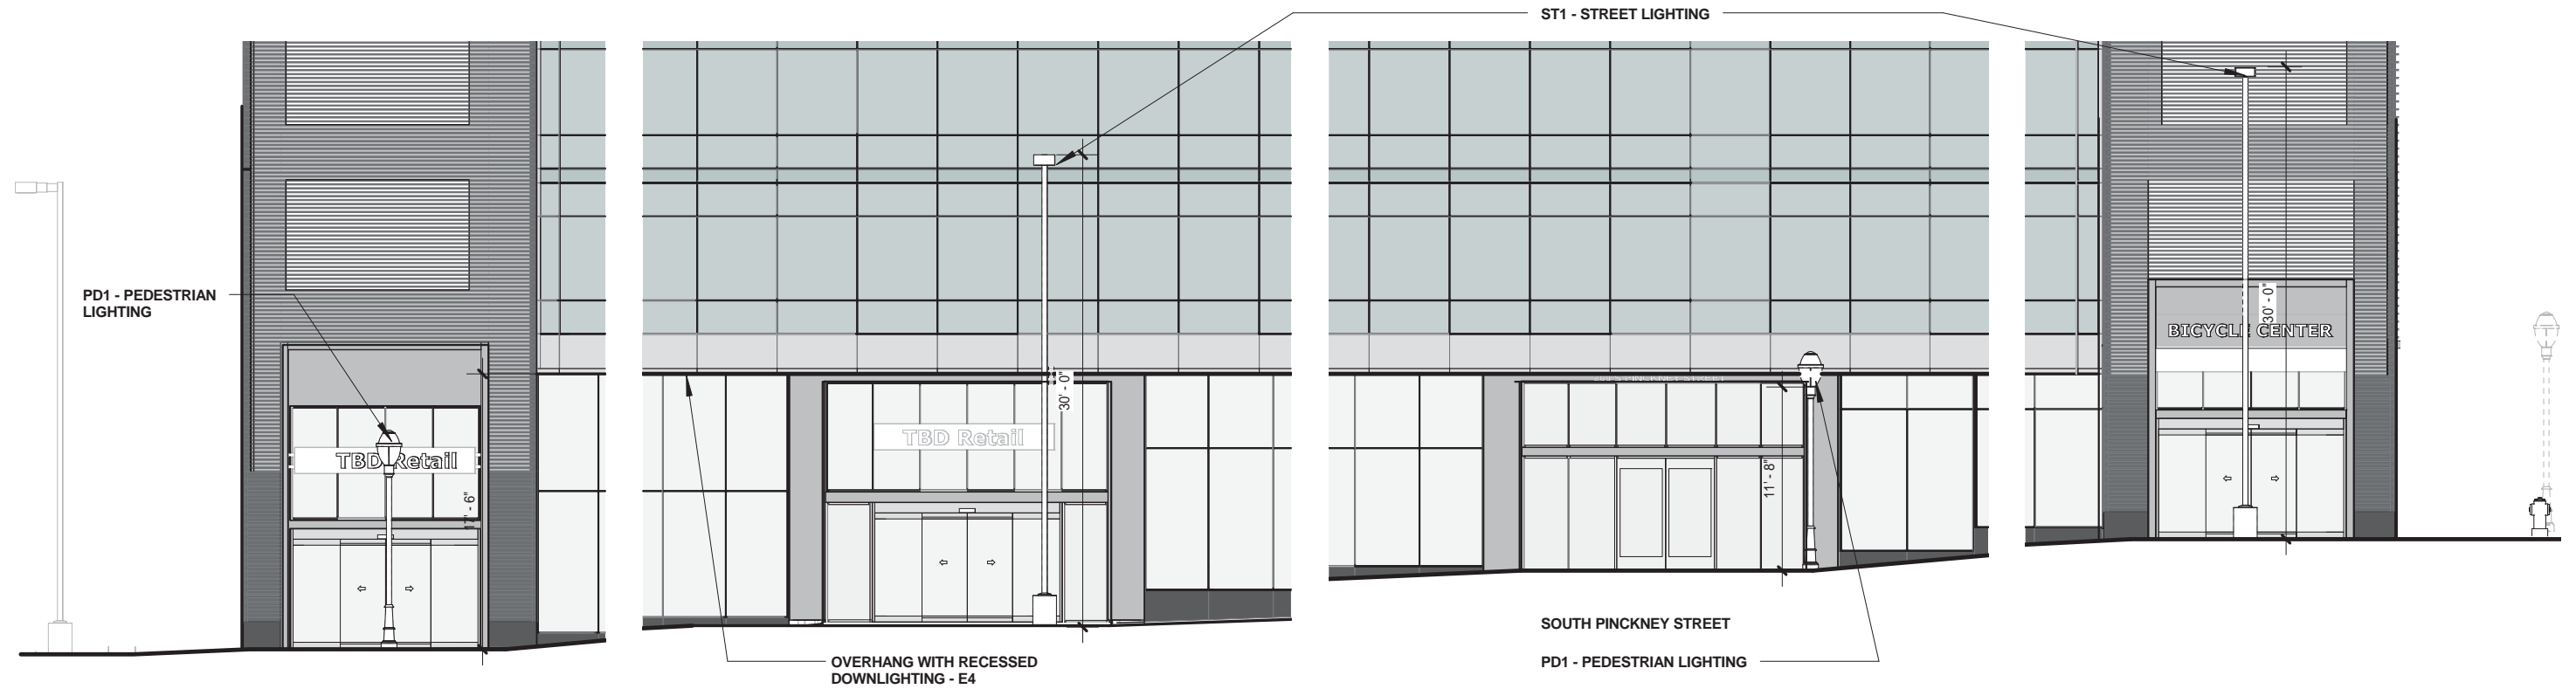 ST1 - STREET LIGHTING
PD1 - PEDESTRIAN
LIGHTING
TBD Retail
17' - 6"
TBD Retail
30' - 0"
11' - 8"
BICYCLE CENTER
30' - 0"
SOUTH PINCKNEY STREET
PD1 - PEDESTRIAN LIGHTING
OVERHANG WITH RECESSED
DOWNLIGHTING - E4